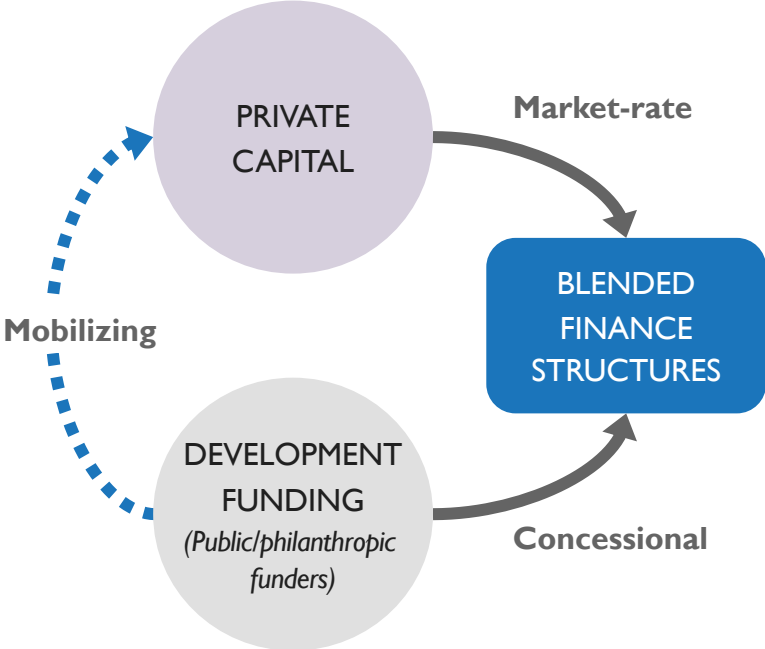 PRIVATE
CAPITAL
Market-rate
BLENDED
FINANCE
STRUCTURES
Mobilizing
DEVELOPMENT
FUNDING
(Public/philanthropic
funders)
Concessional